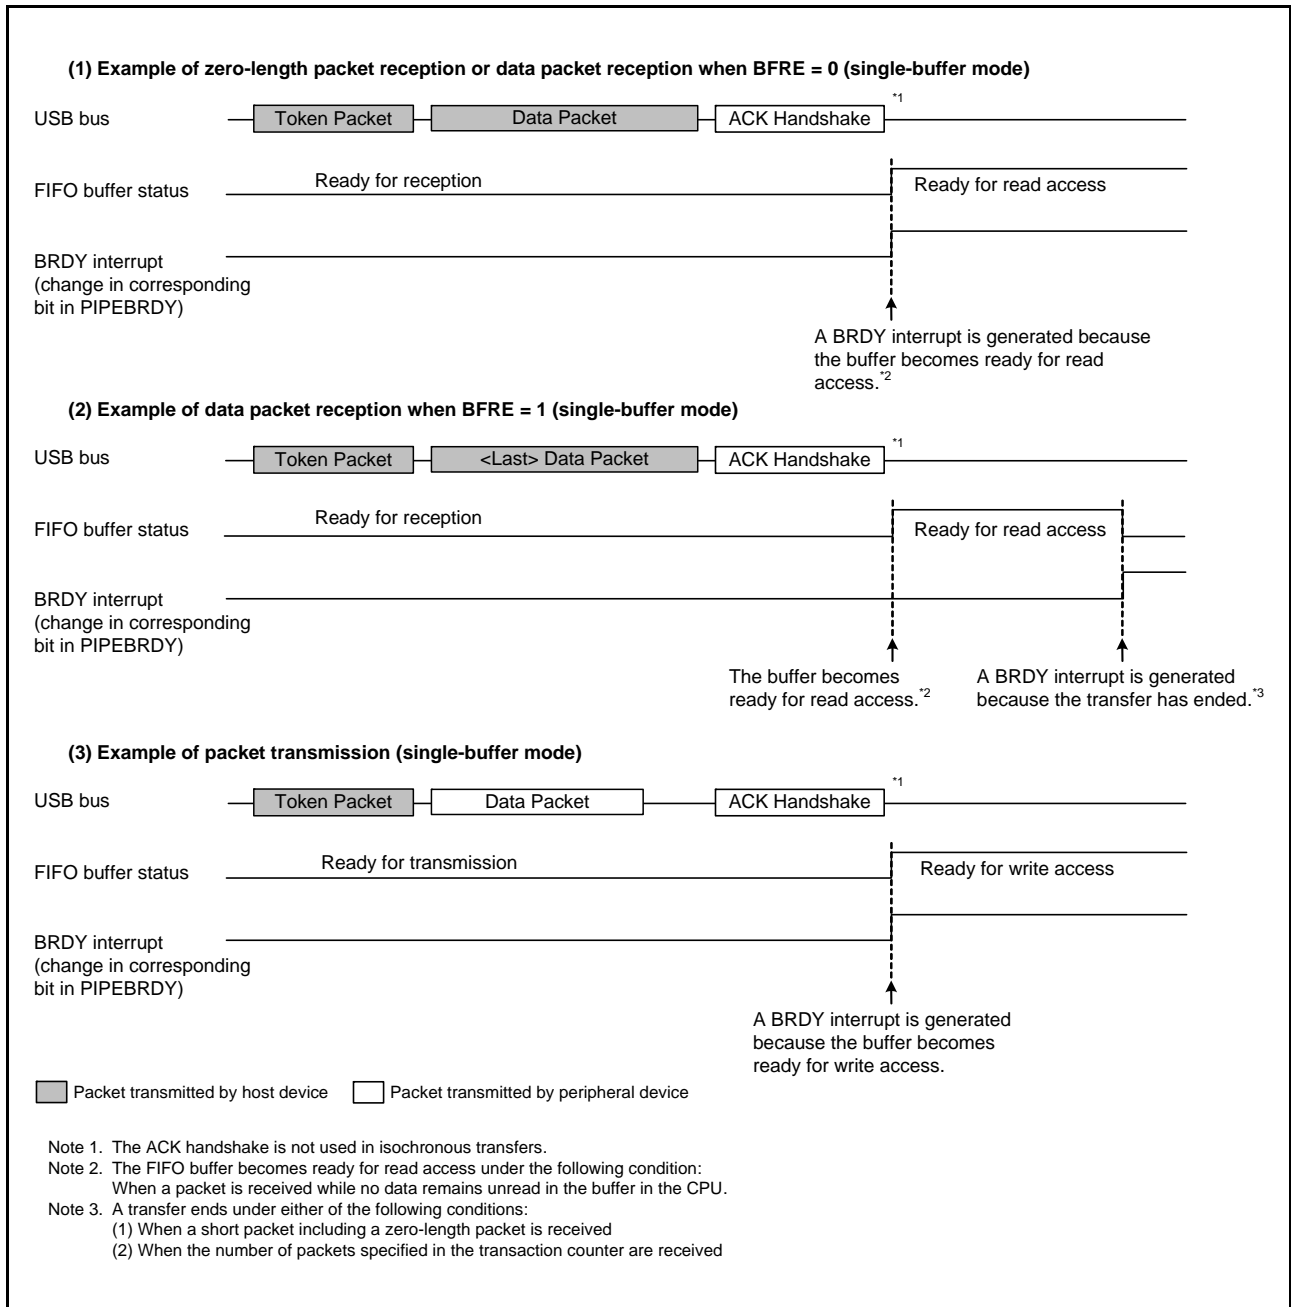 (1) Example of zero-length packet reception or data packet reception when BFRE = 0 (single-buffer mode)
USB bus
Token Packet
Data Packet
ACK Handshake
*1
FIFO buffer status
Ready for reception
Ready for read access
BRDY interrupt
(change in corresponding
bit in PIPEBRDY)
A BRDY interrupt is generated because
the buffer becomes ready for read
access.*2
(2) Example of data packet reception when BFRE = 1 (single-buffer mode)
USB bus
Token Packet
<Last> Data Packet
ACK Handshake
*1
FIFO buffer status
Ready for reception
Ready for read access
BRDY interrupt
(change in corresponding
bit in PIPEBRDY)
The buffer becomes
ready for read access.*2
A BRDY interrupt is generated
because the transfer has ended.*3
(3) Example of packet transmission (single-buffer mode)
USB bus
Token Packet
Data Packet
ACK Handshake
*1
FIFO buffer status
Ready for transmission
Ready for write access
BRDY interrupt
(change in corresponding
bit in PIPEBRDY)
A BRDY interrupt is generated
because the buffer becomes
ready for write access.
Packet transmitted by host device
Packet transmitted by peripheral device
Note 1. The ACK handshake is not used in isochronous transfers.
Note 2. The FIFO buffer becomes ready for read access under the following condition:
When a packet is received while no data remains unread in the buffer in the CPU.
Note 3. A transfer ends under either of the following conditions:
(1) When a short packet including a zero-length packet is received
(2) When the number of packets specified in the transaction counter are received